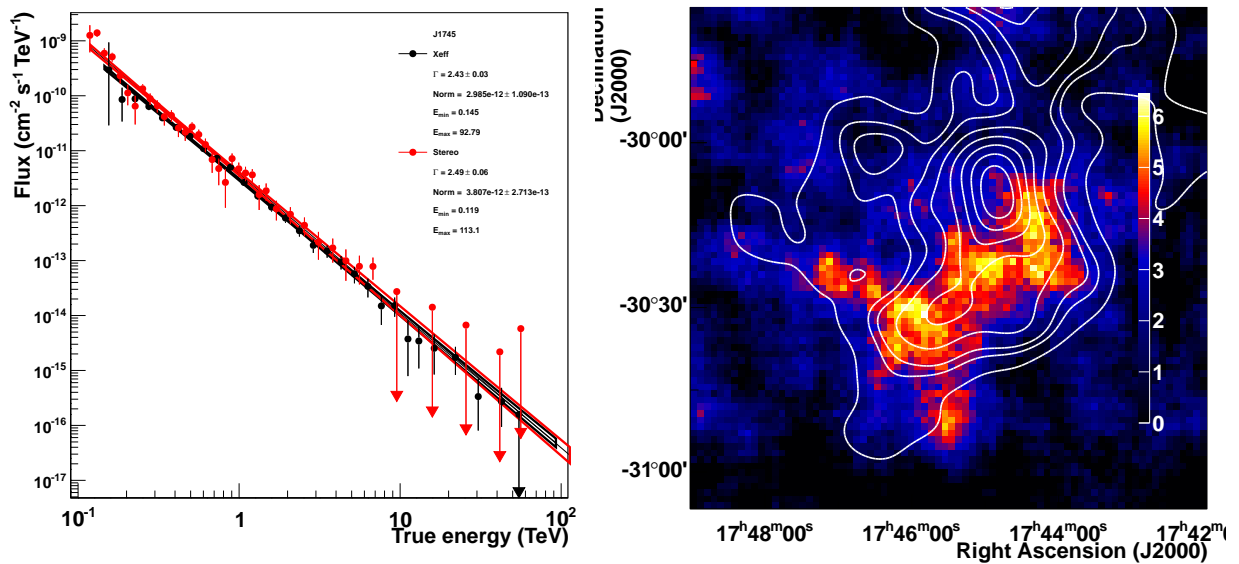 Flux (cm⁻² s⁻¹ TeV⁻¹)
10⁻⁹
10⁻¹⁰
10⁻¹¹
10⁻¹²
10⁻¹³
10⁻¹⁴
10⁻¹⁵
10⁻¹⁶
10⁻¹⁷
J1745
Xeff
Γ = 2.43 ± 0.03
Norm = 2.985e-12 ± 1.090e-13
E_min = 0.145
E_max = 92.79
Stereo
Γ = 2.49 ± 0.06
Norm = 3.807e-12 ± 2.713e-13
E_min = 0.119
E_max = 113.1
10⁻¹ 1 10 10²
True energy (TeV)
Declination
(J2000)
-30°00'
-30°30'
-31°00'
6
5
4
3
2
1
0
17ʰ48ᵐ00ˢ 17ʰ46ᵐ00ˢ 17ʰ44ᵐ00ˢ 17ʰ42ᵐ0
Right Ascension (J2000)